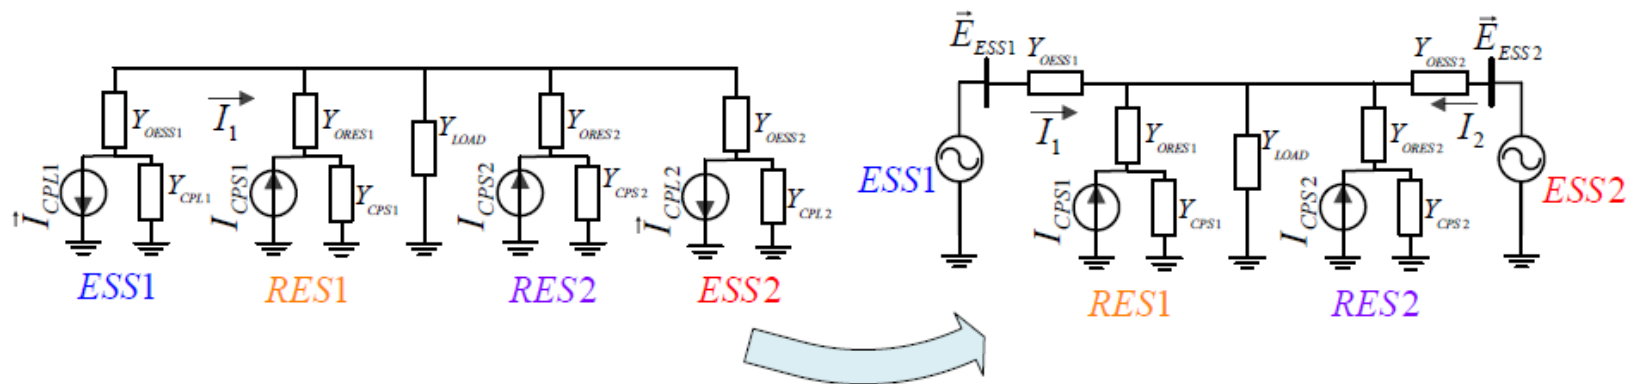 Y_OESS1
I_1
Y_ORES1
Y_LOAD
Y_ORES2
Y_OESS2
I_CPL1
Y_CPL1
I_CPS1
Y_CPS1
I_CPS2
Y_CPS2
I_CPL2
Y_CPL2
ESS1
RES1
RES2
ESS2
E_ESS1
Y_OESS1
Y_OESS2
E_ESS2
I_1
Y_ORES1
Y_LOAD
Y_ORES2
I_2
ESS1
I_CPS1
Y_CPS1
I_CPS2
Y_CPS2
ESS2
RES1
RES2